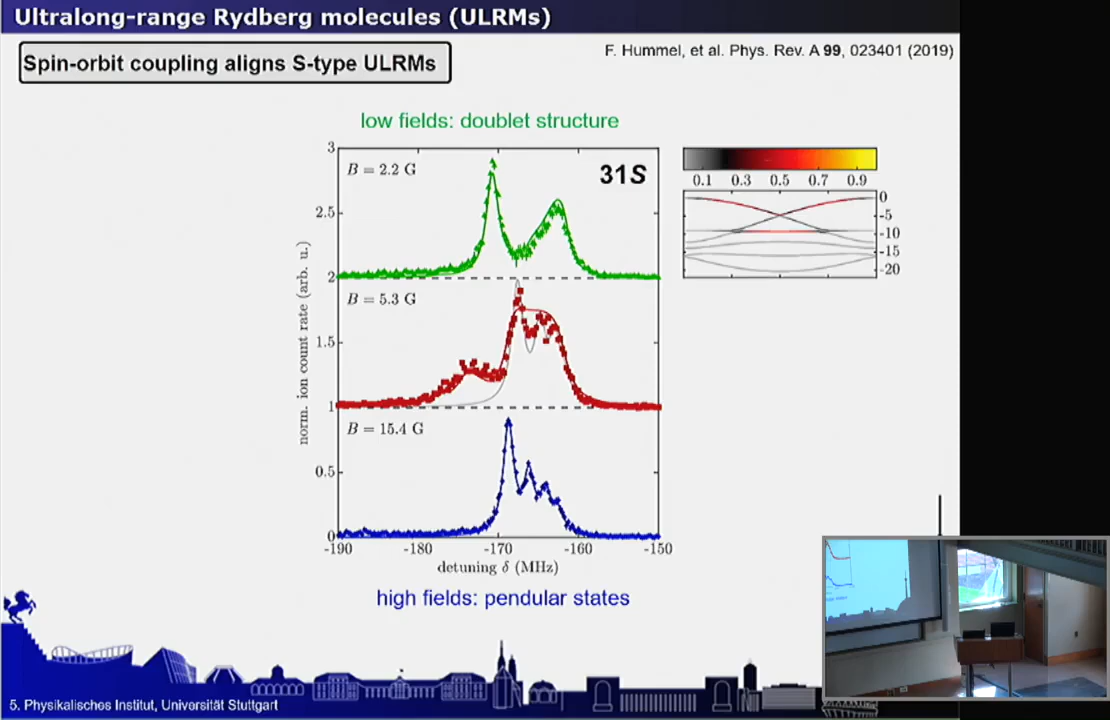 Ultralong-range Rydberg molecules (ULRMs)
Spin-orbit coupling aligns S-type ULRMs
F. Hummel, et al. Phys. Rev. A 99, 023401 (2019)
low fields: doublet structure
3
B = 2.2 G
31S
2.5
2
B = 5.3 G
1.5
1
B = 15.4 G
0.5
0
norm. ion count rate (arb. u.)
-190 -180 -170 -160 -150
detuning δ (MHz)
0.1 0.3 0.5 0.7 0.9
0
-5
-10
-15
-20
high fields: pendular states
5. Physikalisches Institut, Universität Stuttgart